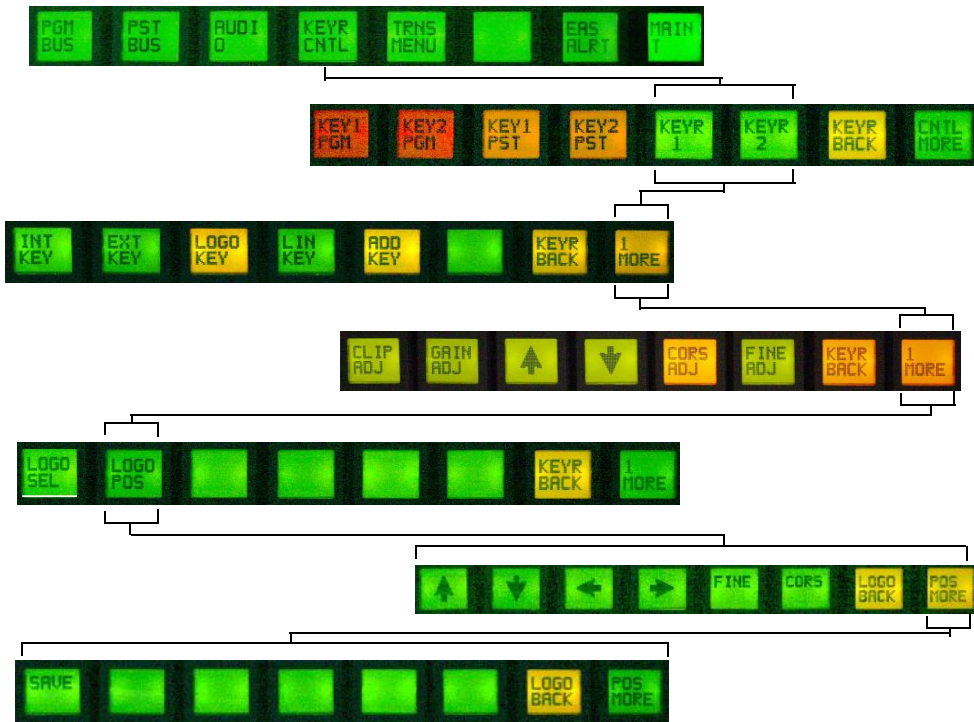 PGM BUS
PST BUS
AUDI O
KEYR CNTL
TRNS MENU
EAS ALRT
MAIN T
KEY1 PGM
KEY2 PGM
KEY1 PST
KEY2 PST
KEYR 1
KEYR 2
KEYR BACK
CNTL MORE
INT KEY
EXT KEY
LOGO KEY
LIN KEY
ADD KEY
KEYR BACK
1 MORE
CLIP ADJ
GAIN ADJ
CORS ADJ
FINE ADJ
KEYR BACK
1 MORE
LOGO SEL
LOGO POS
KEYR BACK
1 MORE
FINE
CORS
LOGO BACK
POS MORE
SAVE
LOGO BACK
POS MORE